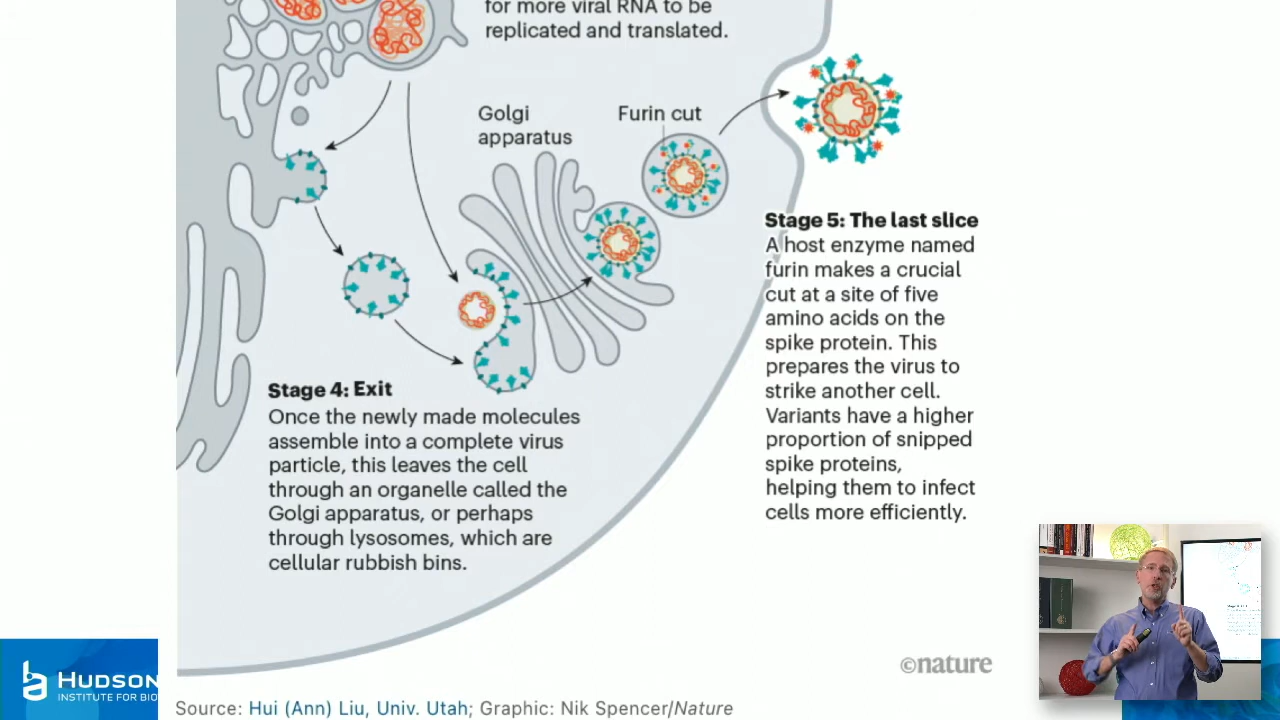 for more viral RNA to be
replicated and translated.
Golgi
apparatus
Furin cut
Stage 5: The last slice
A host enzyme named
furin makes a crucial
cut at a site of five
amino acids on the
spike protein. This
prepares the virus to
strike another cell.
Variants have a higher
proportion of snipped
spike proteins,
helping them to infect
cells more efficiently.
Stage 4: Exit
Once the newly made molecules
assemble into a complete virus
particle, this leaves the cell
through an organelle called the
Golgi apparatus, or perhaps
through lysosomes, which are
cellular rubbish bins.
©nature
HUDSON
INSTITUTE FOR BIO
Source: Hui (Ann) Liu, Univ. Utah; Graphic: Nik Spencer/Nature